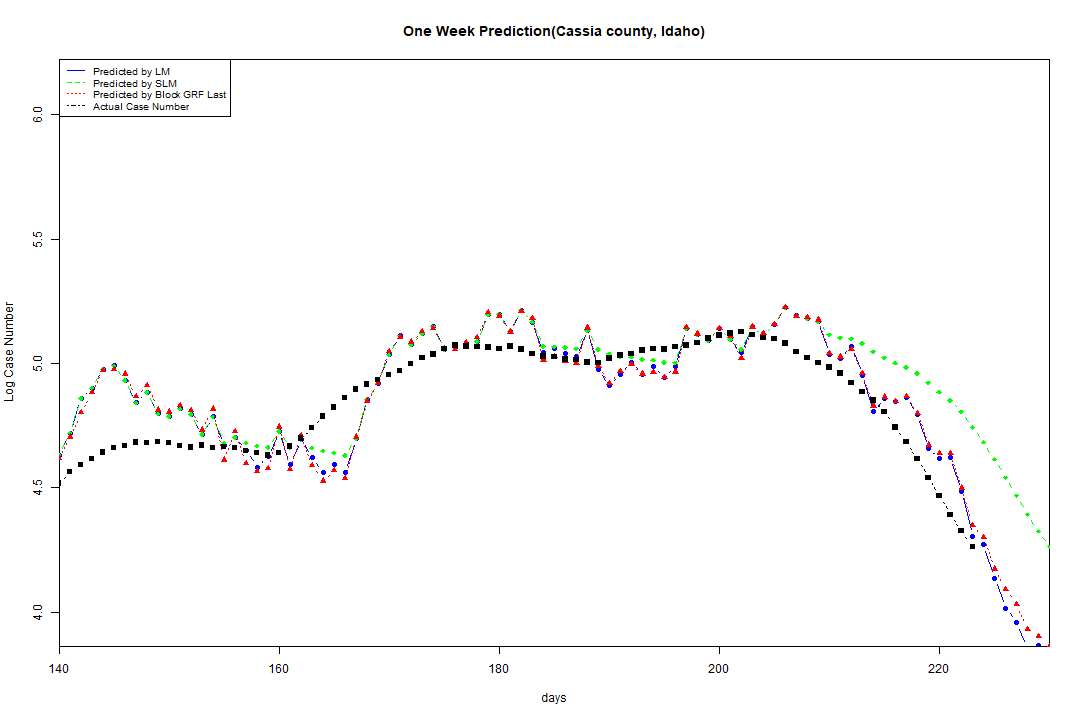 One Week Prediction(Cassia county, Idaho)
Predicted by LM
Predicted by SLM
Predicted by Block GRF Last
Actual Case Number
6.0
5.5
5.0
4.5
4.0
Log Case Number
140 160 180 200 220
days